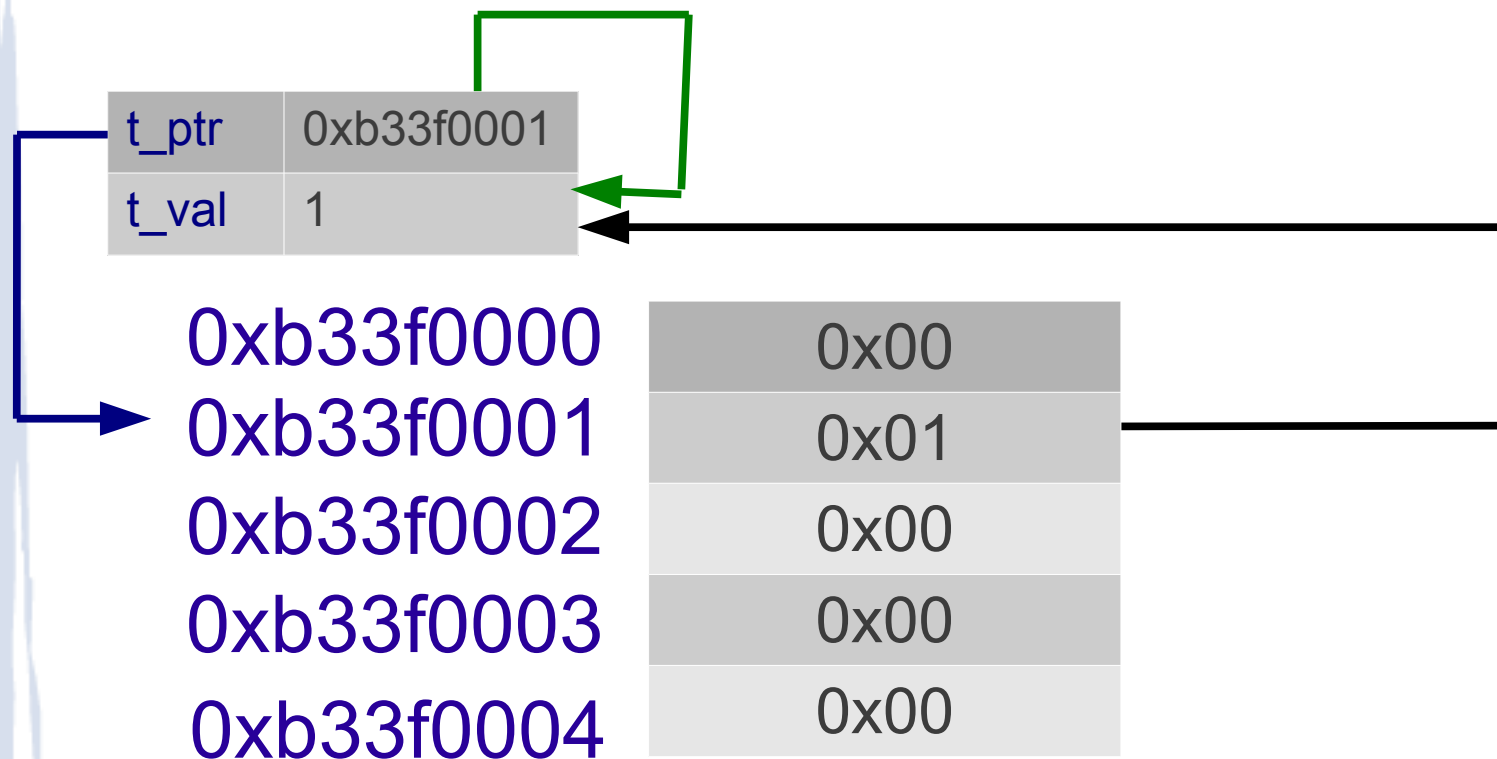 t_ptr 0xb33f0001
t_val 1
0xb33f0000 0x00
0xb33f0001 0x01
0xb33f0002 0x00
0xb33f0003 0x00
0xb33f0004 0x00